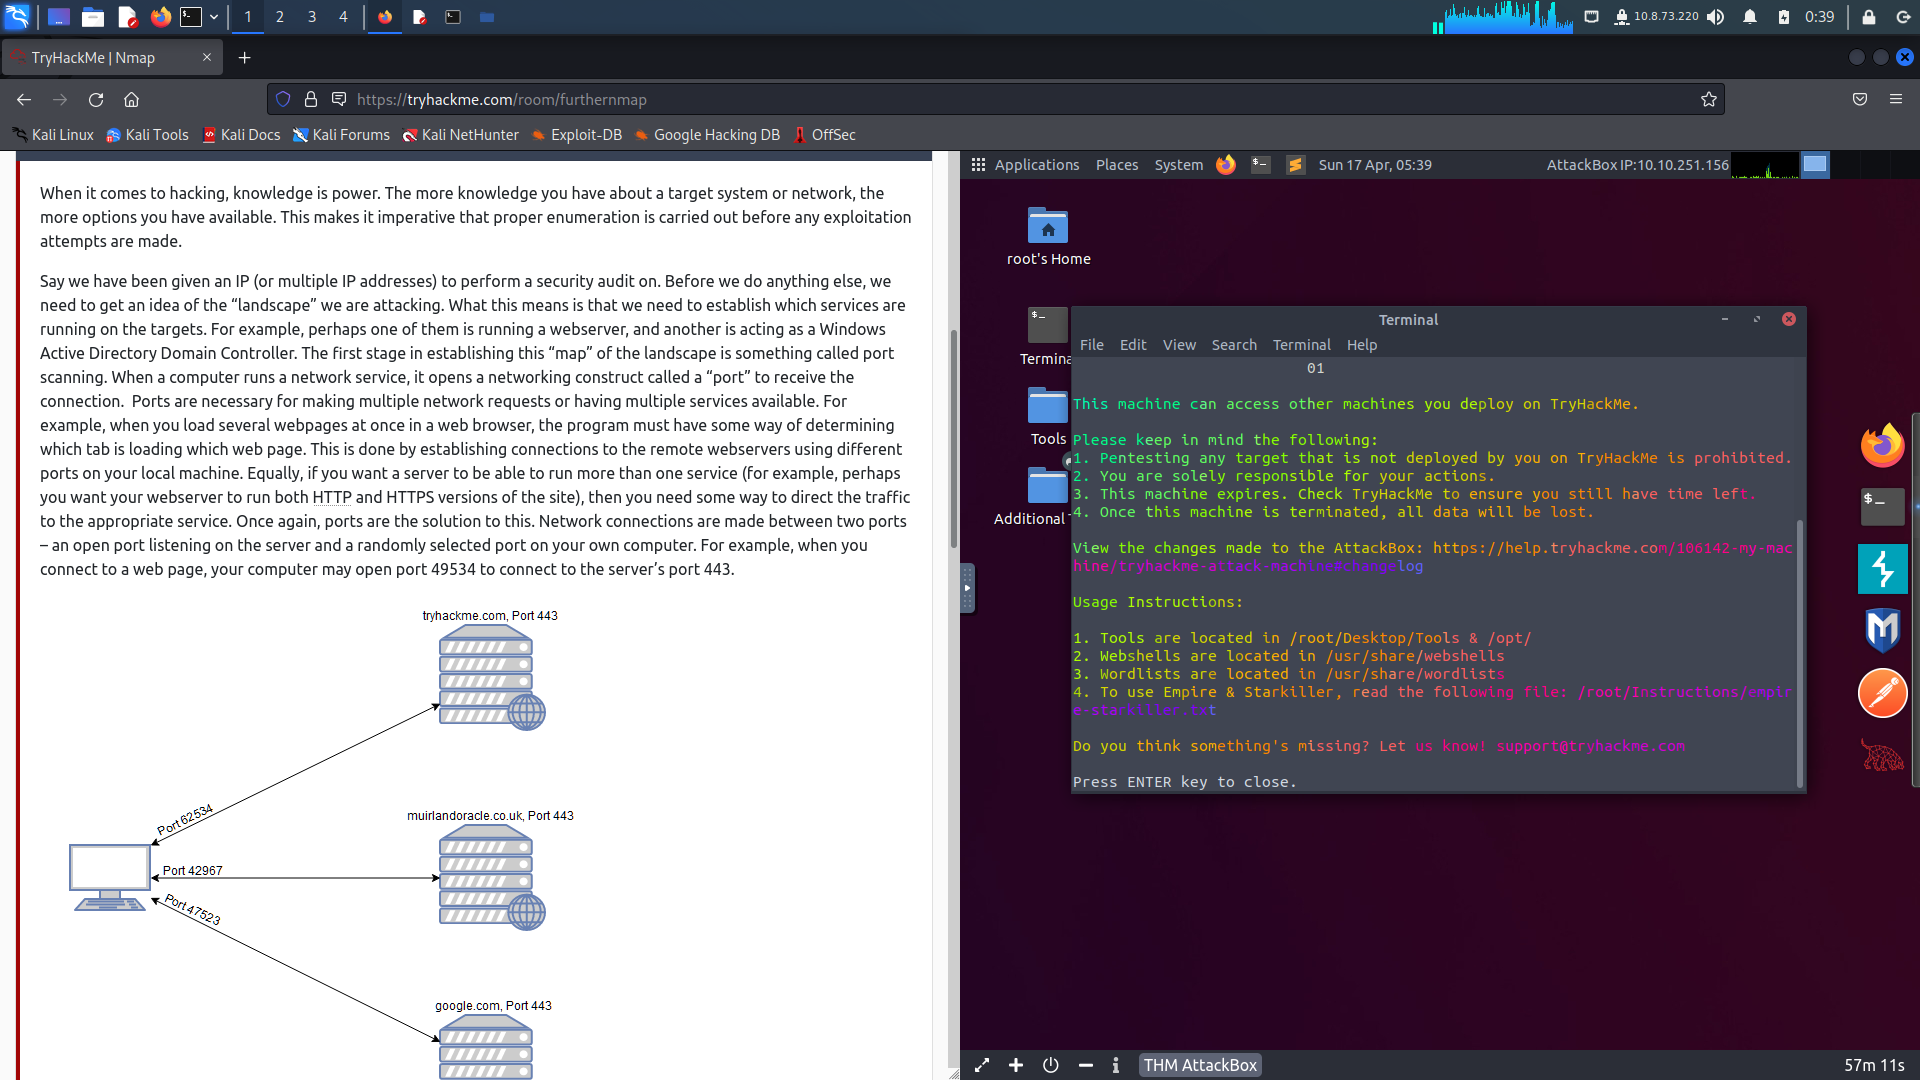 1 2 3 4 10.8.73.220 0:39
TryHackMe | Nmap
https://tryhackme.com/room/furthernmap
Kali Linux Kali Tools Kali Docs Kali Forums Kali NetHunter Exploit-DB Google Hacking DB OffSec
When it comes to hacking, knowledge is power. The more knowledge you have about a target system or network, the
more options you have available. This makes it imperative that proper enumeration is carried out before any exploitation
attempts are made.
Say we have been given an IP (or multiple IP addresses) to perform a security audit on. Before we do anything else, we
need to get an idea of the “landscape” we are attacking. What this means is that we need to establish which services are
running on the targets. For example, perhaps one of them is running a webserver, and another is acting as a Windows
Active Directory Domain Controller. The first stage in establishing this “map” of the landscape is something called port
scanning. When a computer runs a network service, it opens a networking construct called a “port” to receive the
connection.  Ports are necessary for making multiple network requests or having multiple services available. For
example, when you load several webpages at once in a web browser, the program must have some way of determining
which tab is loading which web page. This is done by establishing connections to the remote webservers using different
ports on your local machine. Equally, if you want a server to be able to run more than one service (for example, perhaps
you want your webserver to run both HTTP and HTTPS versions of the site), then you need some way to direct the traffic
to the appropriate service. Once again, ports are the solution to this. Network connections are made between two ports
– an open port listening on the server and a randomly selected port on your own computer. For example, when you
connect to a web page, your computer may open port 49534 to connect to the server’s port 443.
tryhackme.com, Port 443
Port 62534
muirlandoracle.co.uk, Port 443
Port 42967
Port 47523
google.com, Port 443
Applications Places System Sun 17 Apr, 05:39 AttackBox IP:10.10.251.156
root's Home
Termina
Tools
Additional
Terminal
File Edit View Search Terminal Help
01
This machine can access other machines you deploy on TryHackMe.
Please keep in mind the following:
1. Pentesting any target that is not deployed by you on TryHackMe is prohibited.
2. You are solely responsible for your actions.
3. This machine expires. Check TryHackMe to ensure you still have time left.
4. Once this machine is terminated, all data will be lost.
View the changes made to the AttackBox: https://help.tryhackme.com/106142-my-mac
hine/tryhackme-attack-machine#changelog
Usage Instructions:
1. Tools are located in /root/Desktop/Tools & /opt/
2. Webshells are located in /usr/share/webshells
3. Wordlists are located in /usr/share/wordlists
4. To use Empire & Starkiller, read the following file: /root/Instructions/empir
e-starkiller.txt
Do you think something's missing? Let us know! support@tryhackme.com
Press ENTER key to close.
THM AttackBox 57m 11s